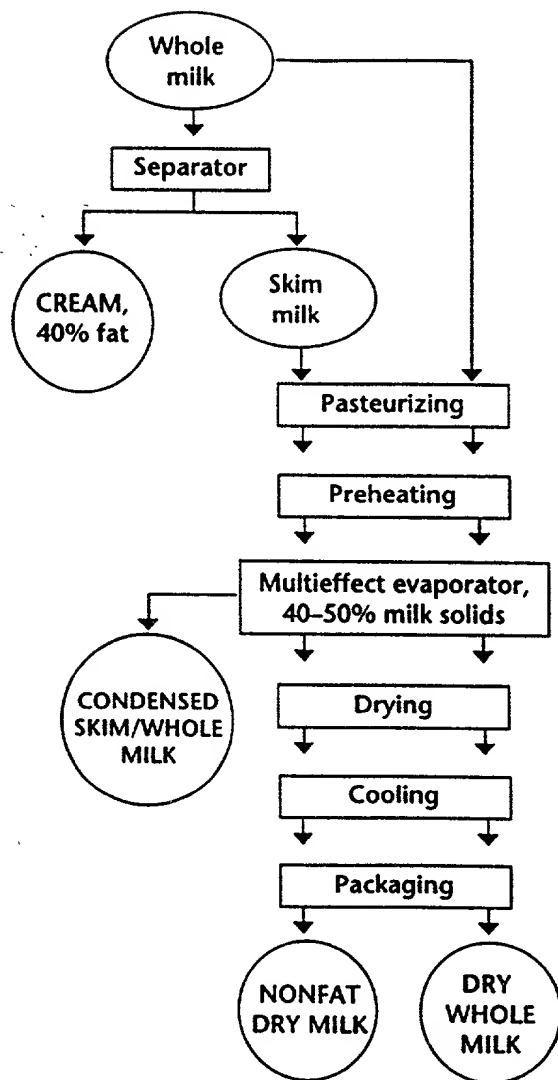 Whole
milk
Separator
CREAM,
40% fat
Skim
milk
Pasteurizing
Preheating
Multieffect evaporator,
40–50% milk solids
CONDENSED
SKIM/WHOLE
MILK
Drying
Cooling
Packaging
NONFAT
DRY MILK
DRY
WHOLE
MILK